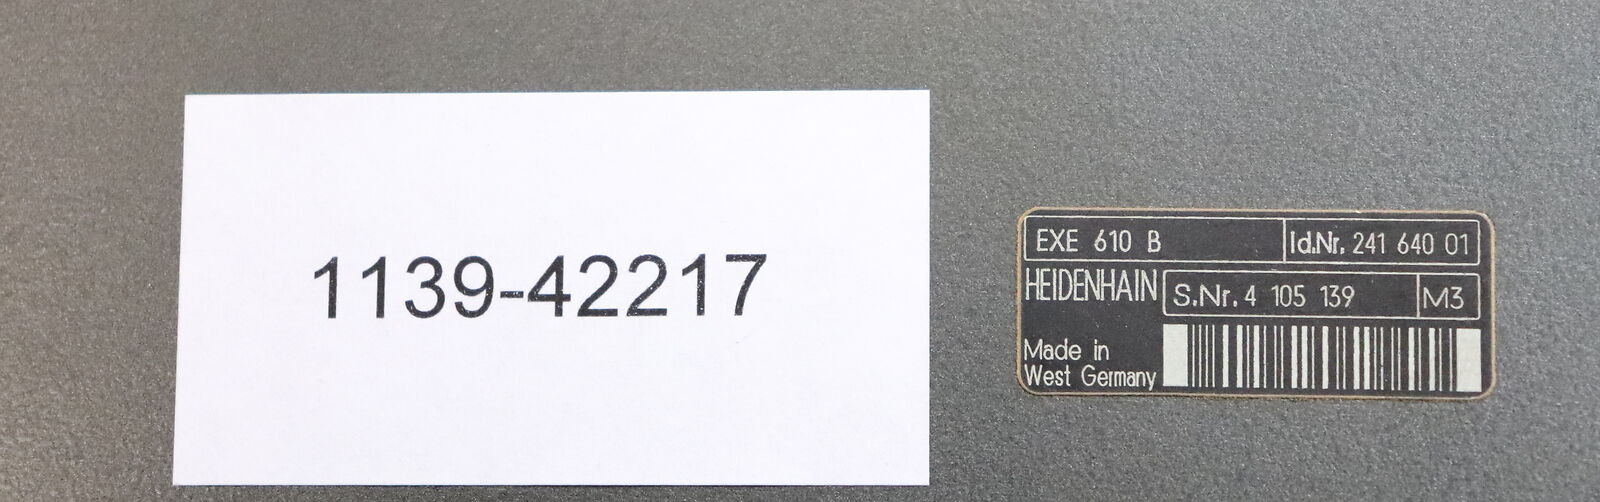 1139-42217
EXE 610 B Id.Nr. 241 640 01
HEIDENHAIN S.Nr. 4 105 139 M3
Made in
West Germany